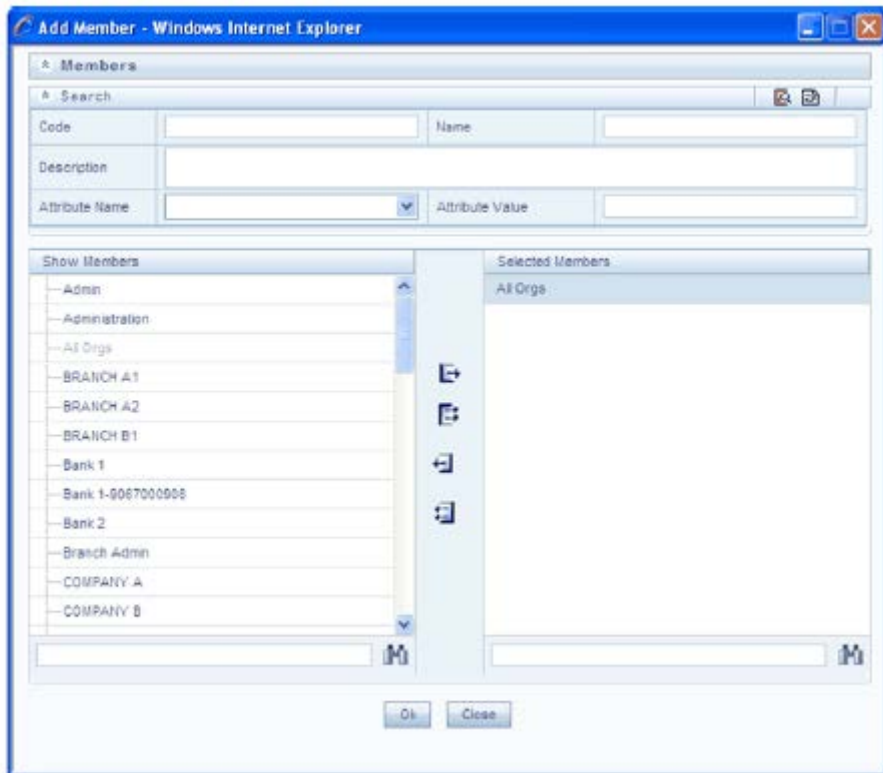 Add Member - Windows Internet Explorer
Members
Search
Code
Name
Description
Attribute Name
Attribute Value
Show Members
Selected Members
Admin
All Orgs
Administration
All Orgs
BRANCH A1
BRANCH A2
BRANCH B1
Bank 1
Bank 1-9067000908
Bank 2
Branch Admin
COMPANY A
COMPANY B
Ok
Close